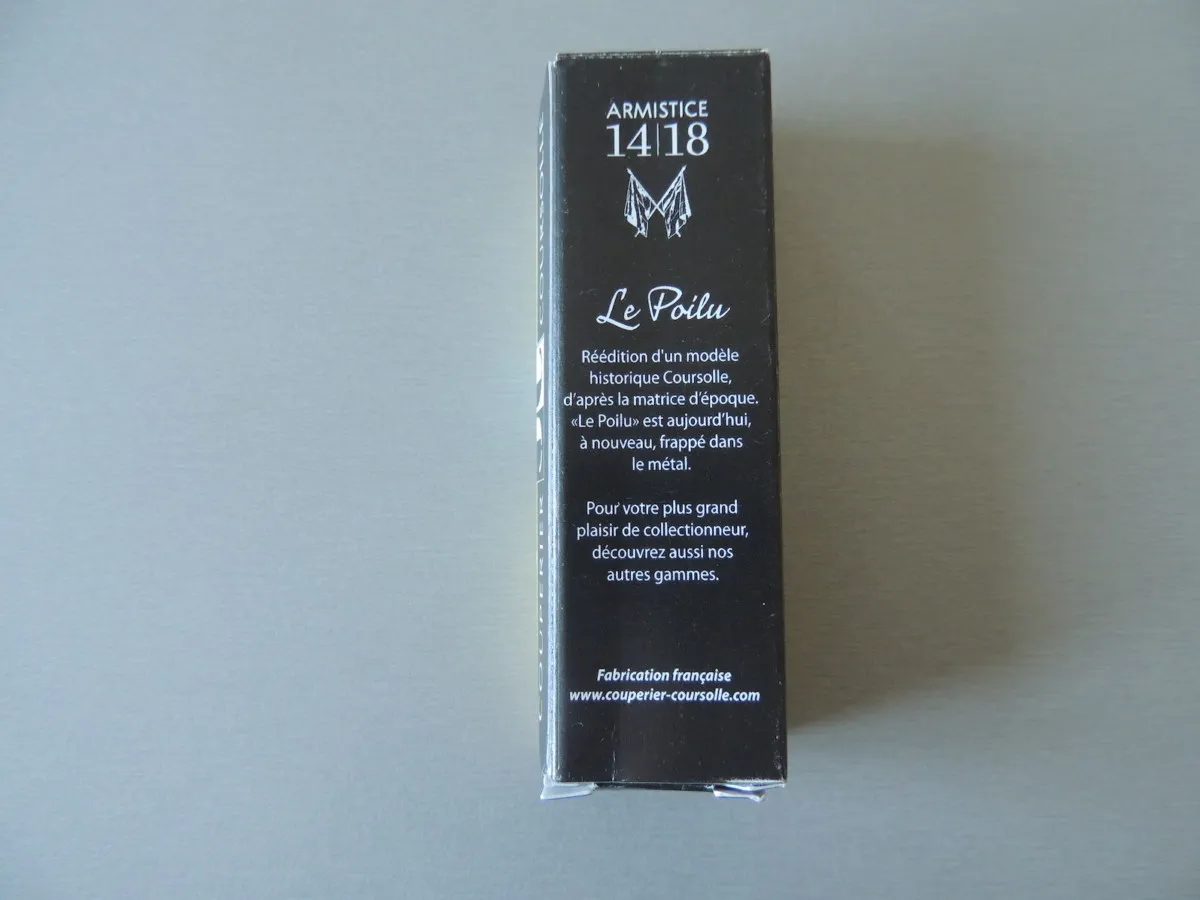 ARMISTICE
14|18
Le Poilu
Réédition d'un modèle
historique Coursolle,
d'après la matrice d'époque.
«Le Poilu» est aujourd'hui,
à nouveau, frappé dans
le métal.
Pour votre plus grand
plaisir de collectionneur,
découvrez aussi nos
autres gammes.
Fabrication française
www.couperier-coursolle.com
COUPERIER
COURSOLLE